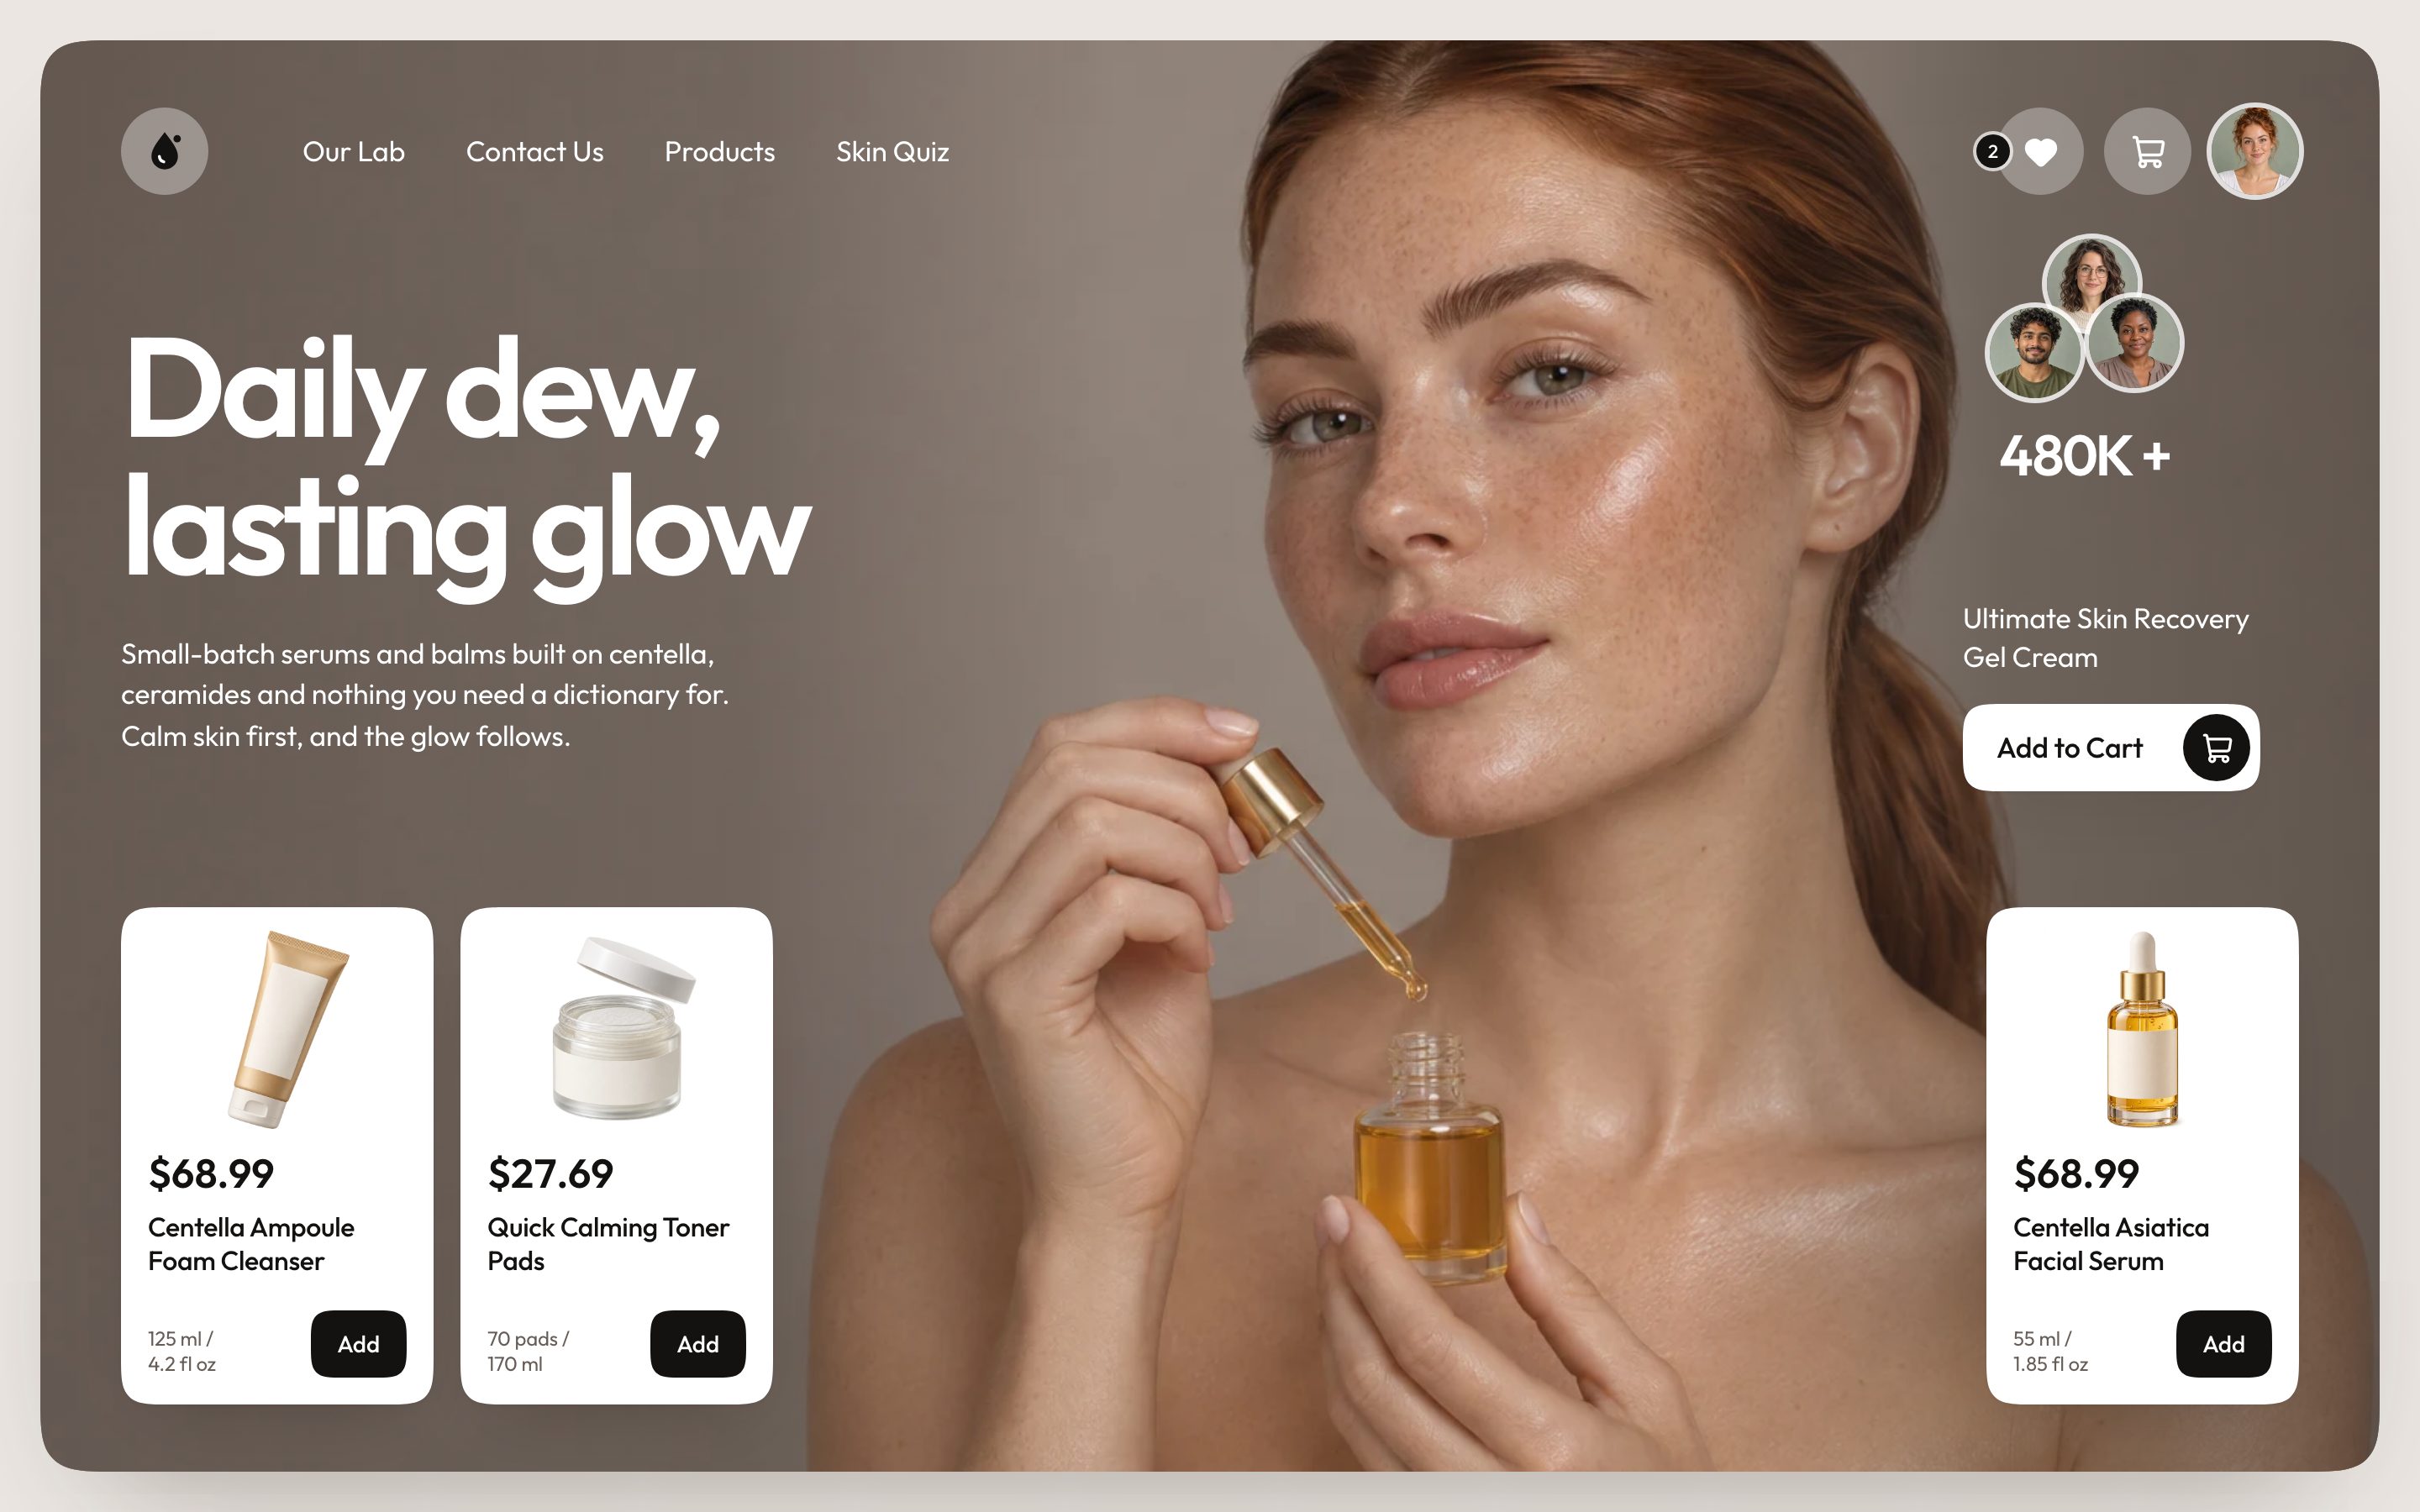 Our Lab
Contact Us
Products
Skin Quiz
2
480K +
Daily dew,
lasting glow
Small-batch serums and balms built on centella,
ceramides and nothing you need a dictionary for.
Calm skin first, and the glow follows.
Ultimate Skin Recovery
Gel Cream
Add to Cart
$68.99
Centella Ampoule
Foam Cleanser
125 ml /
4.2 fl oz
Add
$27.69
Quick Calming Toner
Pads
70 pads /
170 ml
Add
$68.99
Centella Asiatica
Facial Serum
55 ml /
1.85 fl oz
Add